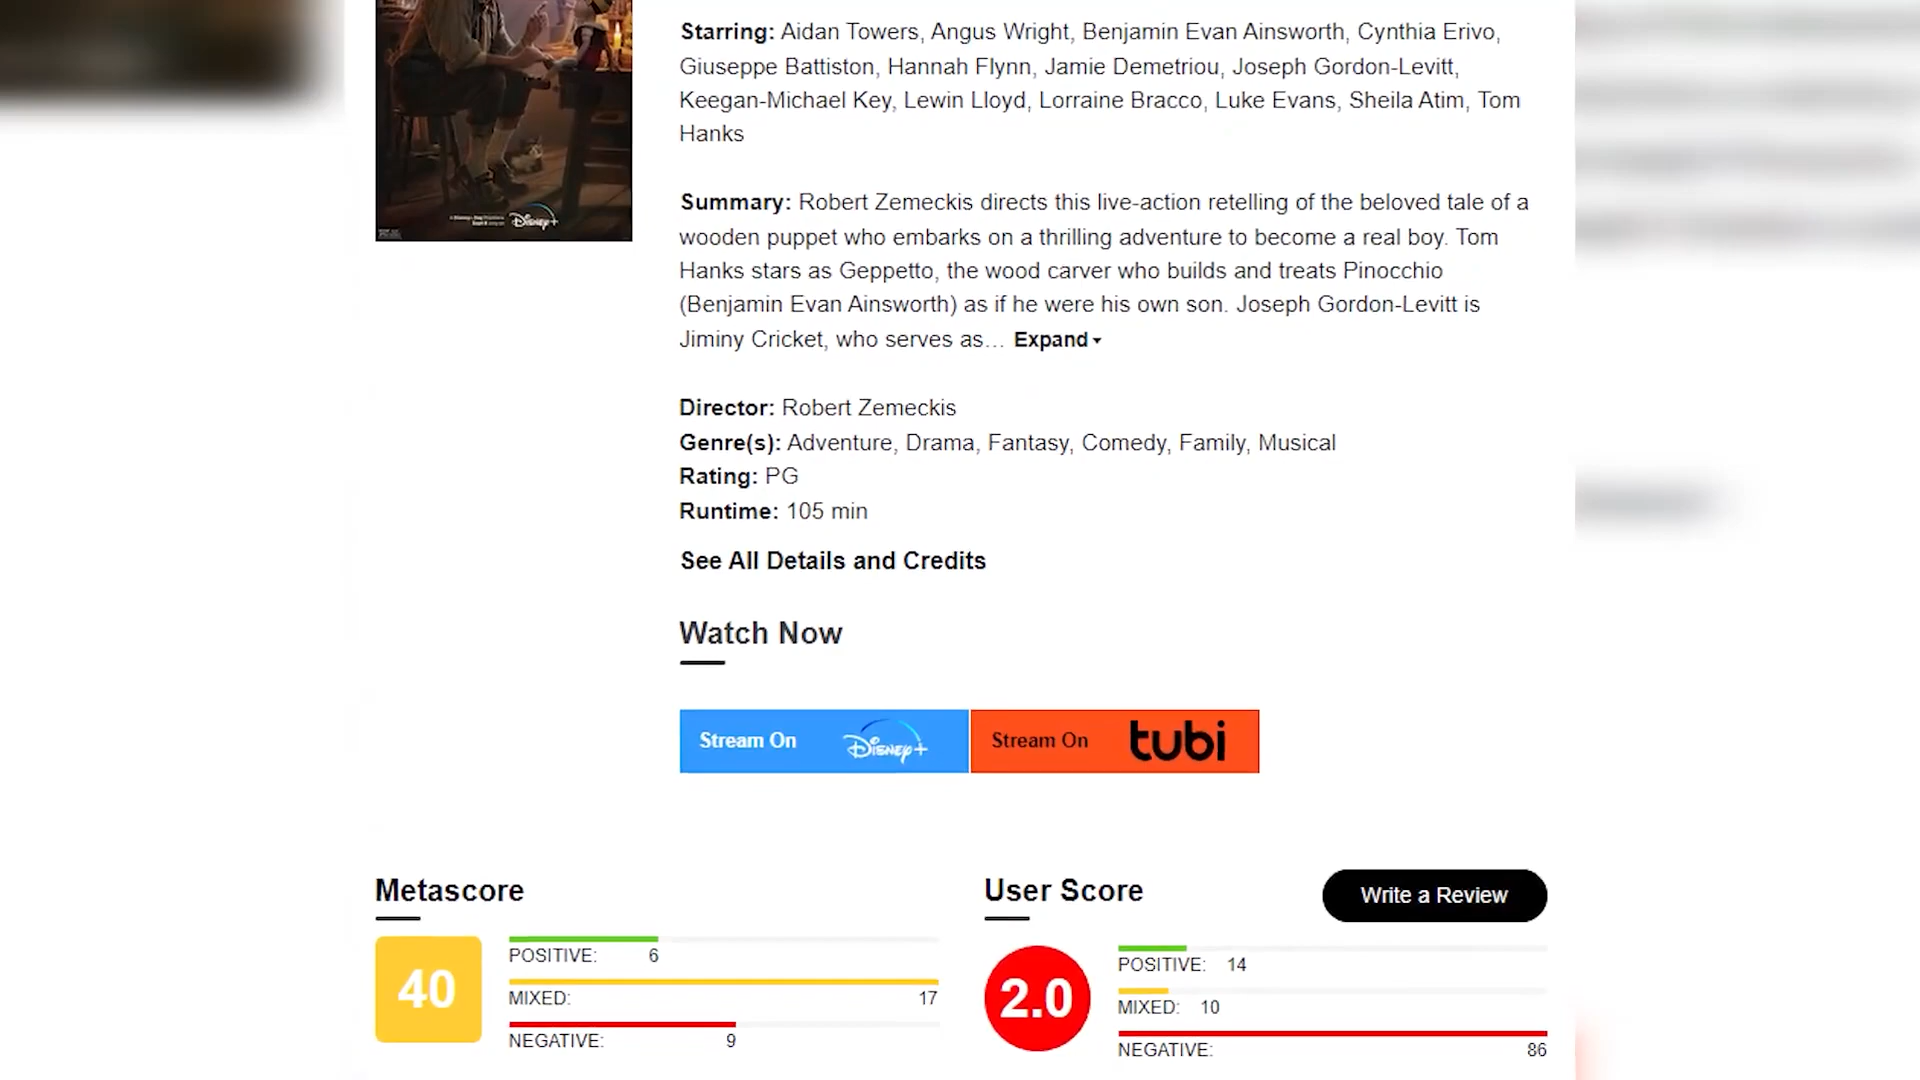 Starring: Aidan Towers, Angus Wright, Benjamin Evan Ainsworth, Cynthia Erivo,
Giuseppe Battiston, Hannah Flynn, Jamie Demetriou, Joseph Gordon-Levitt,
Keegan-Michael Key, Lewin Lloyd, Lorraine Bracco, Luke Evans, Sheila Atim, Tom
Hanks
Summary: Robert Zemeckis directs this live-action retelling of the beloved tale of a
wooden puppet who embarks on a thrilling adventure to become a real boy. Tom
Hanks stars as Geppetto, the wood carver who builds and treats Pinocchio
(Benjamin Evan Ainsworth) as if he were his own son. Joseph Gordon-Levitt is
Jiminy Cricket, who serves as… Expand
Disney+
Director: Robert Zemeckis
Genre(s): Adventure, Drama, Fantasy, Comedy, Family, Musical
Rating: PG
Runtime: 105 min
See All Details and Credits
Watch Now
Stream On Disney+
Stream On tubi
Metascore
40
POSITIVE: 6
MIXED: 17
NEGATIVE: 9
User Score
Write a Review
2.0
POSITIVE: 14
MIXED: 10
NEGATIVE: 86